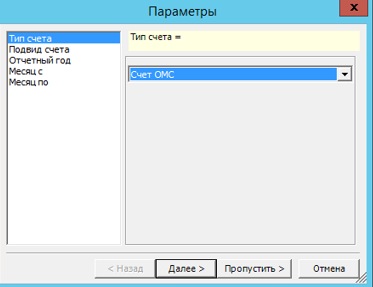 Параметры
x
Тип счета
Подвид счета
Отчетный год
Месяц с
Месяц по
Тип счета =
Счет ОМС
< Назад
Далее >
Пропустить >
Отмена